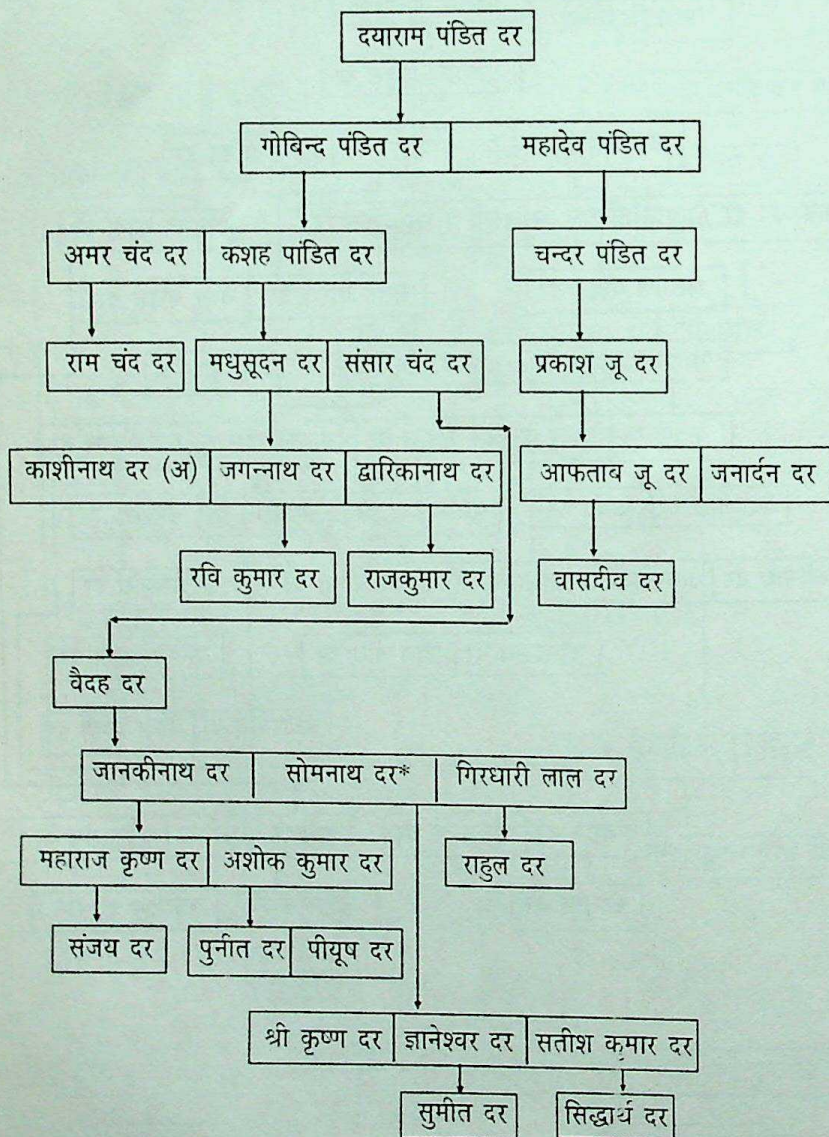 दयाराम पंडित दर
गोबिन्द पंडित दर महादेव पंडित दर
अमर चंद दर कशह पांडित दर चन्दर पंडित दर
राम चंद दर मधुसूदन दर संसार चंद दर प्रकाश जू दर
काशीनाथ दर (अ) जगन्नाथ दर द्वारिकानाथ दर आफताब जू दर जनार्दन दर
रवि कुमार दर राजकुमार दर वासदीव दर
वैदह दर
जानकीनाथ दर सोमनाथ दर* गिरधारी लाल दर
महाराज कृष्ण दर अशोक कुमार दर राहुल दर
संजय दर पुनीत दर पीयूष दर
श्री कृष्ण दर ज्ञानेश्वर दर सतीश कुमार दर
सुमीत दर सिद्धार्थ दर